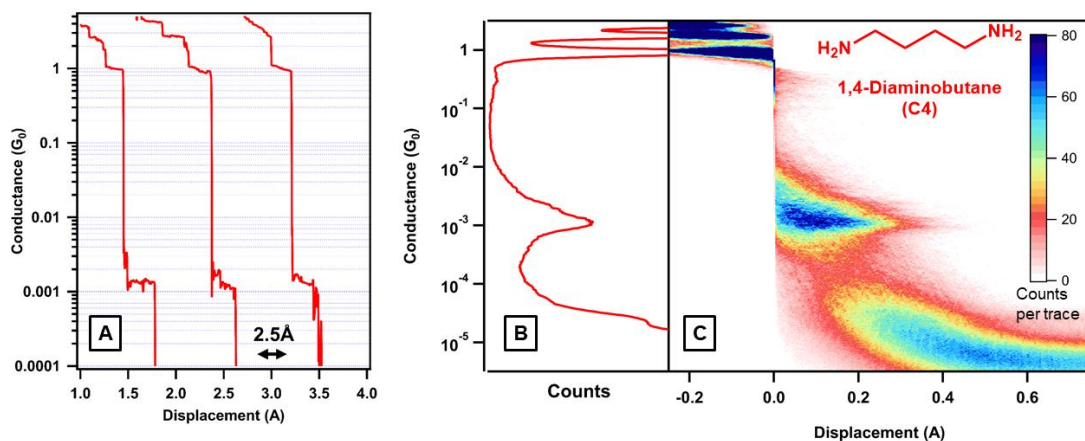 Conductance (G0)
1
0.1
0.01
0.001
0.0001
A
2.5Å
1.0 1.5 2.0 2.5 3.0 3.5 4.0
Displacement (A)
Conductance (G0)
1
10-1
10-2
10-3
10-4
10-5
B
Counts
C
H2N
NH2
1,4-Diaminobutane
(C4)
80
60
40
20
0
Counts
per trace
-0.2 0.0 0.2 0.4 0.6
Displacement (A)